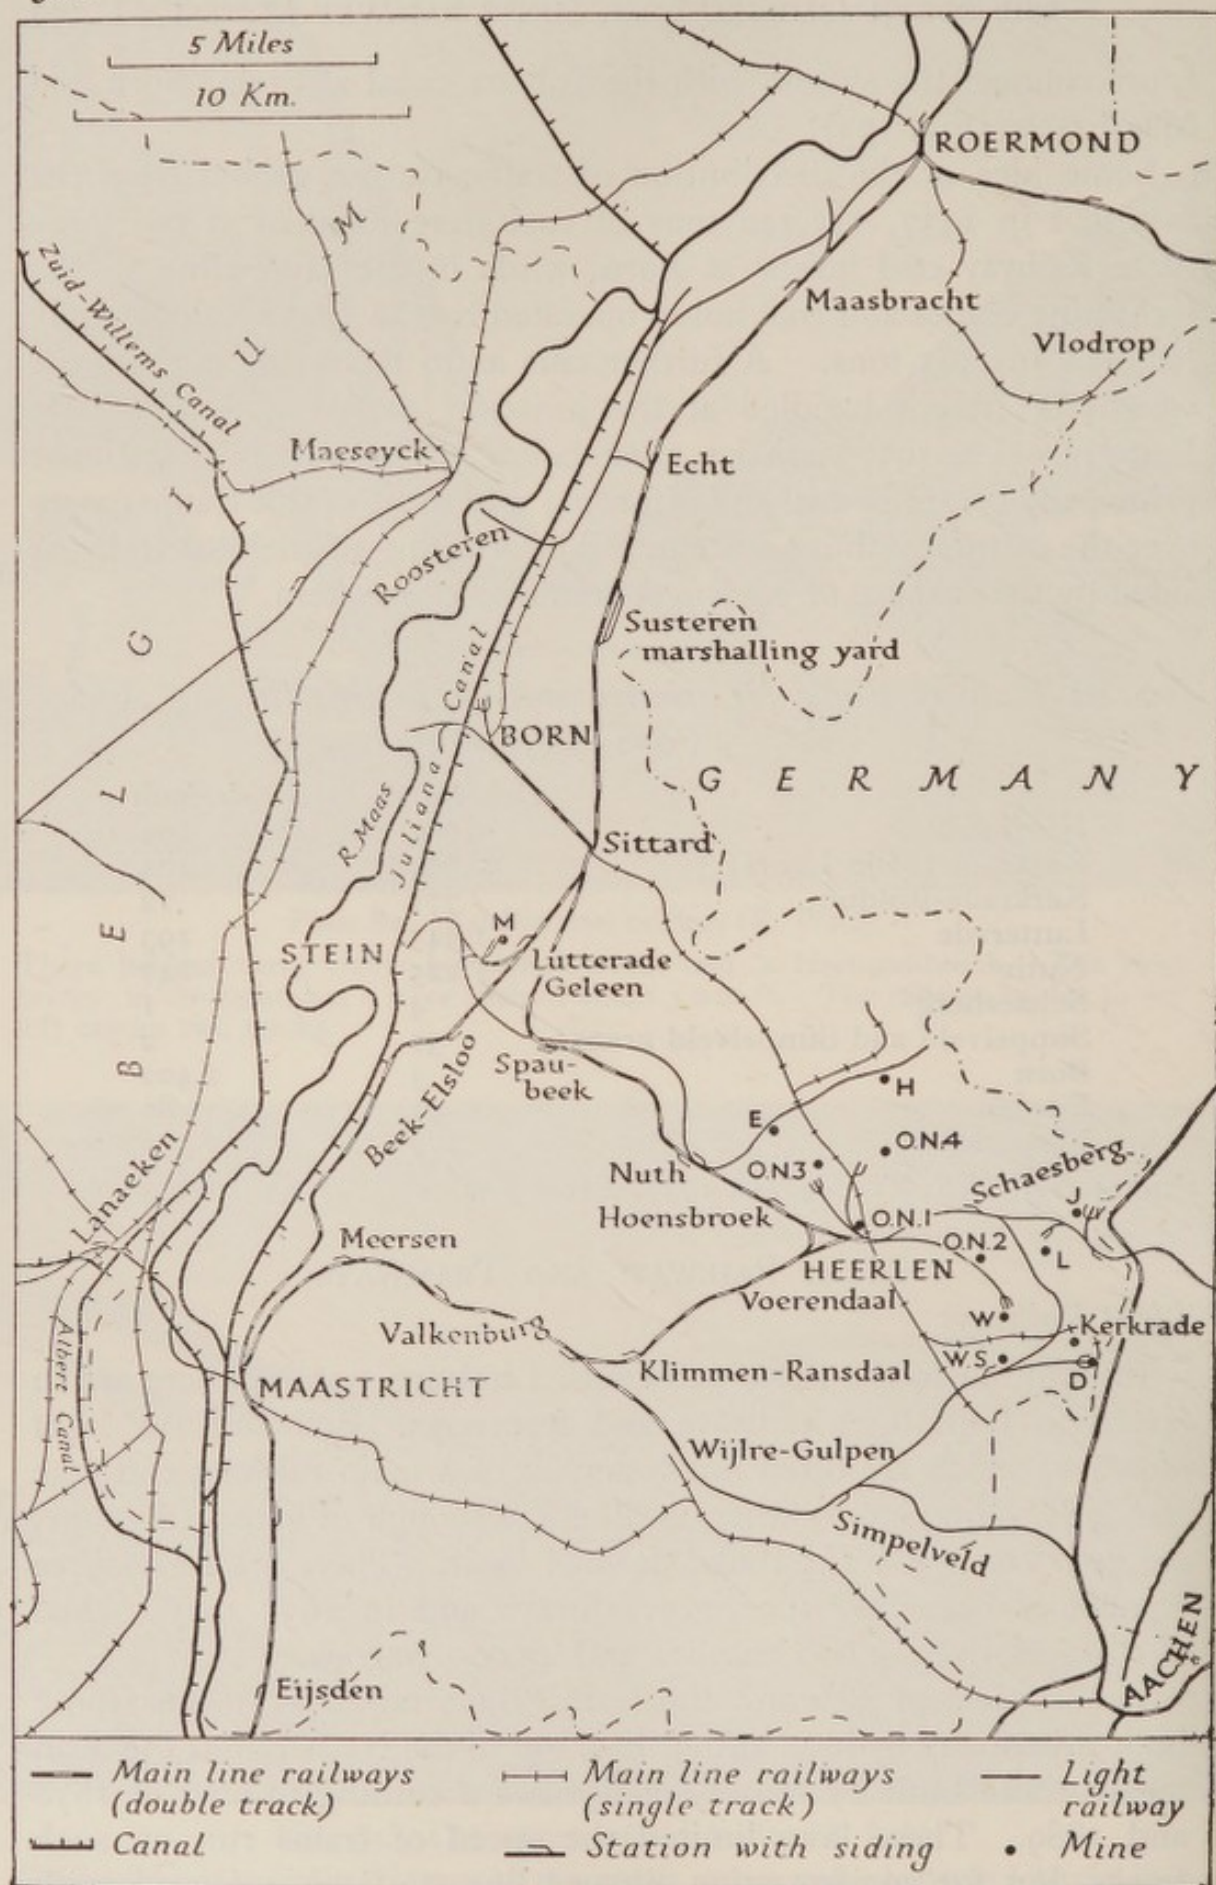 5 Miles
10 Km.
ROERMOND
Zuid-Willems Canal
Maasbracht
Vlodrop
Maeseyck
Echt
Roosteren
Susteren
marshalling yard
BELGIUM
Juliana Canal
BORN
GERMANY
R. Maas
Sittard
STEIN
M
Lutterade
Geleen
Spau-
beek
Beek-Elsloo
H
E
O.N.4
O.N.3
Nuth
Lanaeken
Schaesberg
J
Hoensbroek
O.N.1
O.N.2
Meersen
L
HEERLEN
Voerendaal
W
Kerkrade
Valkenburg
Klimmen-Ransdaal
W.S
D
Albert Canal
MAASTRICHT
Wijlre-Gulpen
Simpelveld
AACHEN
Eijsden
Main line railways
(double track)
Main line railways
(single track)
Light
railway
Canal
Station with siding
Mine